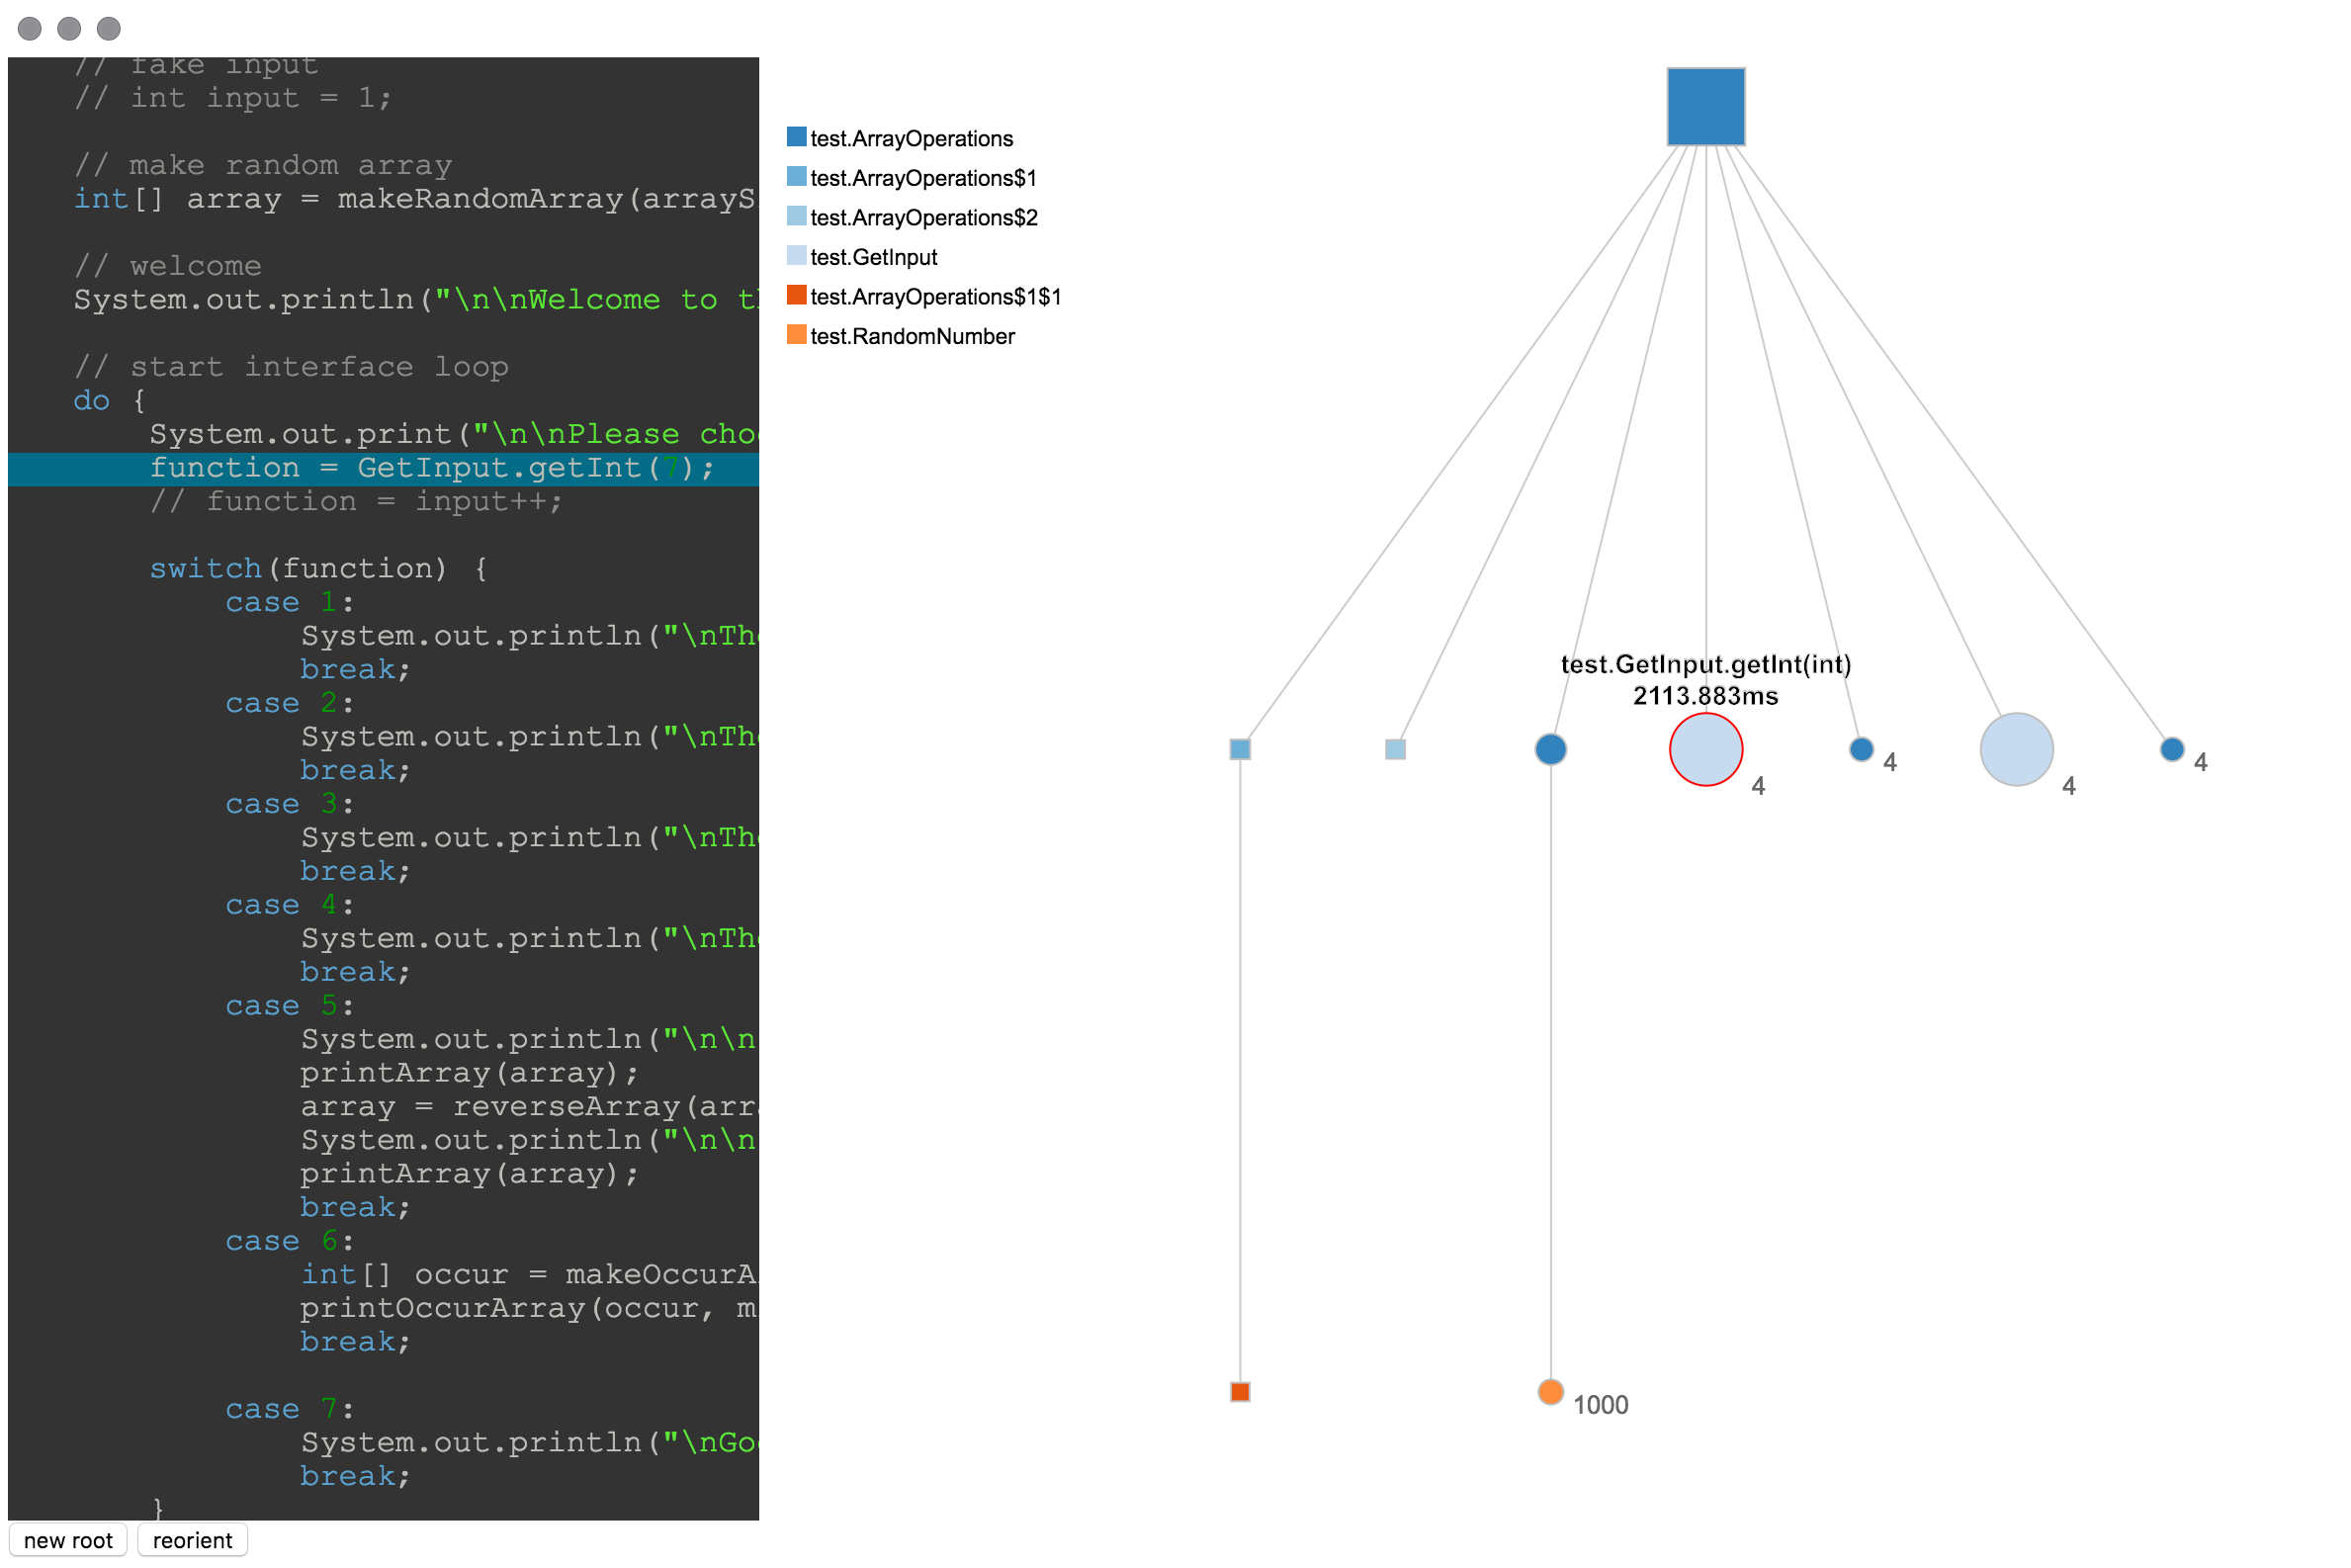 // fake input
// int input = 1;
// make random array
int[] array = makeRandomArray(arrayS
// welcome
System.out.println("\n\nWelcome to t
// start interface loop
do {
System.out.print("\n\nPlease cho
function = GetInput.getInt(7);
// function = input++;
switch(function) {
case 1:
System.out.println("\nTh
break;
case 2:
System.out.println("\nTh
break;
case 3:
System.out.println("\nTh
break;
case 4:
System.out.println("\nTh
break;
case 5:
System.out.println("\n\n
printArray(array);
array = reverseArray(arr
System.out.println("\n\n
printArray(array);
break;
case 6:
int[] occur = makeOccurA
printOccurArray(occur, m
break;
case 7:
System.out.println("\nGo
break;
}
new root
reorient
test.ArrayOperations
test.ArrayOperations$1
test.ArrayOperations$2
test.GetInput
test.ArrayOperations$1$1
test.RandomNumber
test.GetInput.getInt(int)
2113.883ms
4
4
4
4
1000